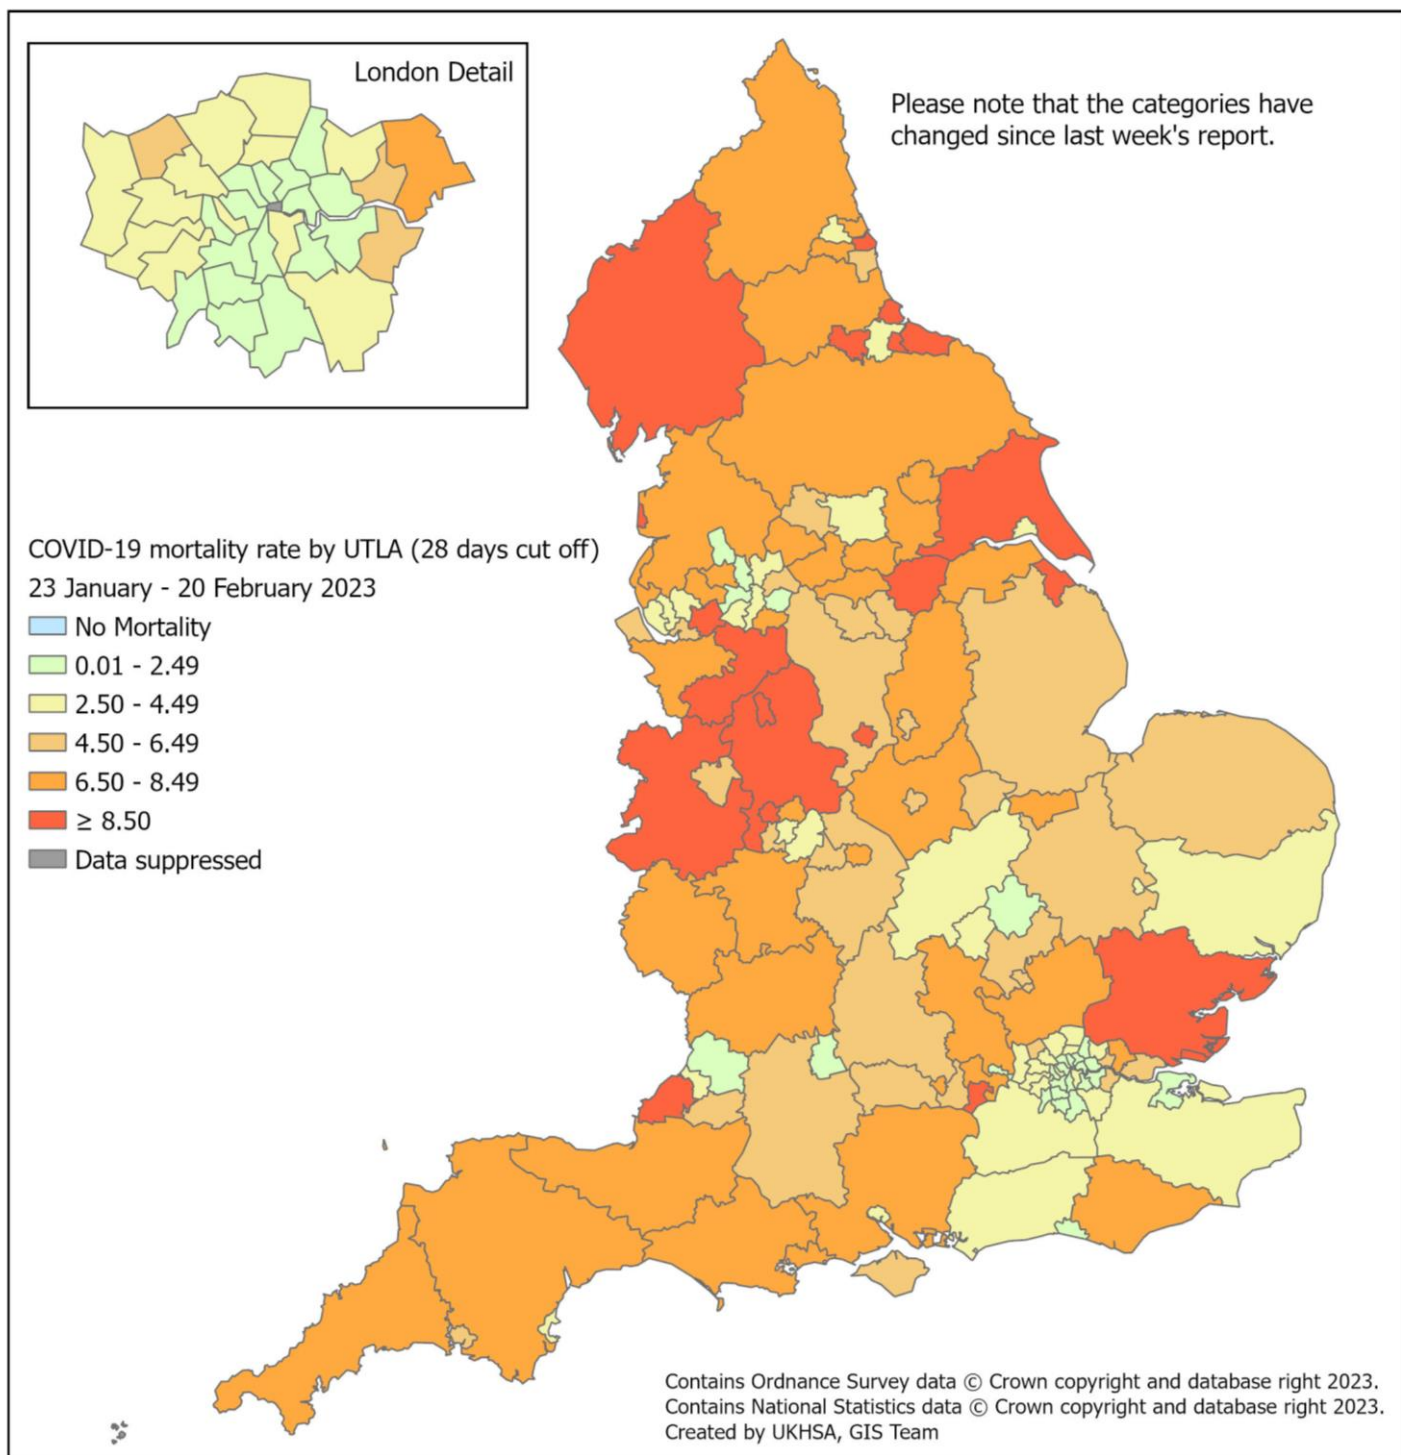 London Detail
Please note that the categories have
changed since last week's report.
COVID-19 mortality rate by UTLA (28 days cut off)
23 January - 20 February 2023
No Mortality
0.01 - 2.49
2.50 - 4.49
4.50 - 6.49
6.50 - 8.49
≥ 8.50
Data suppressed
Contains Ordnance Survey data © Crown copyright and database right 2023.
Contains National Statistics data © Crown copyright and database right 2023.
Created by UKHSA, GIS Team